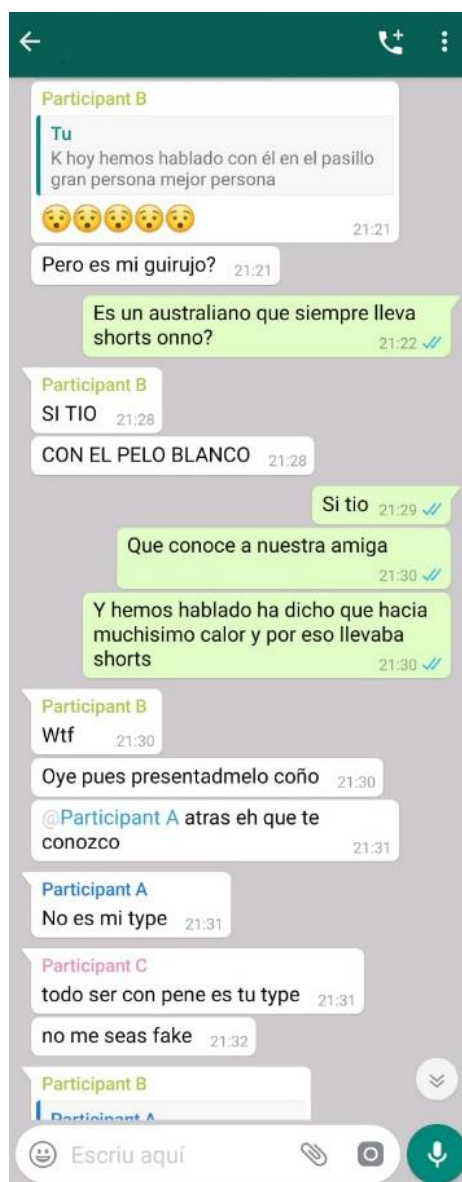 Participant B
Tu
K hoy hemos hablado con él en el pasillo
gran persona mejor persona
😯😯😯😯😯
21:21
Pero es mi guirujo? 21:21
Es un australiano que siempre lleva
shorts onno?
21:22
Participant B
SI TIO 21:28
CON EL PELO BLANCO 21:28
Si tio 21:29
Que conoce a nuestra amiga
21:30
Y hemos hablado ha dicho que hacia
muchisimo calor y por eso llevaba
shorts
21:30
Participant B
Wtf 21:30
Oye pues presentadmelo coño 21:30
@Participant A atras eh que te
conozco
21:31
Participant A
No es mi type 21:31
Participant C
todo ser con pene es tu type 21:31
no me seas fake 21:32
Participant B
Participant A
Escriu aquí